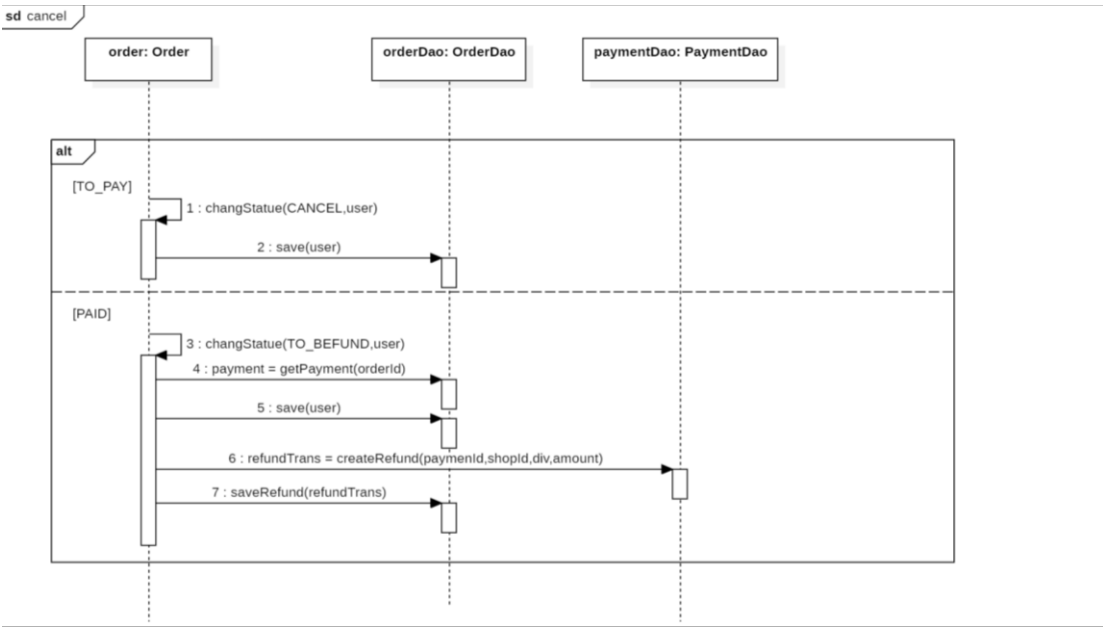 sd cancel
order: Order
orderDao: OrderDao
paymentDao: PaymentDao
alt
[TO_PAY]
1 : changStatue(CANCEL,user)
2 : save(user)
[PAID]
3 : changStatue(TO_BEFUND,user)
4 : payment = getPayment(orderId)
5 : save(user)
6 : refundTrans = createRefund(paymenId,shopId,div,amount)
7 : saveRefund(refundTrans)